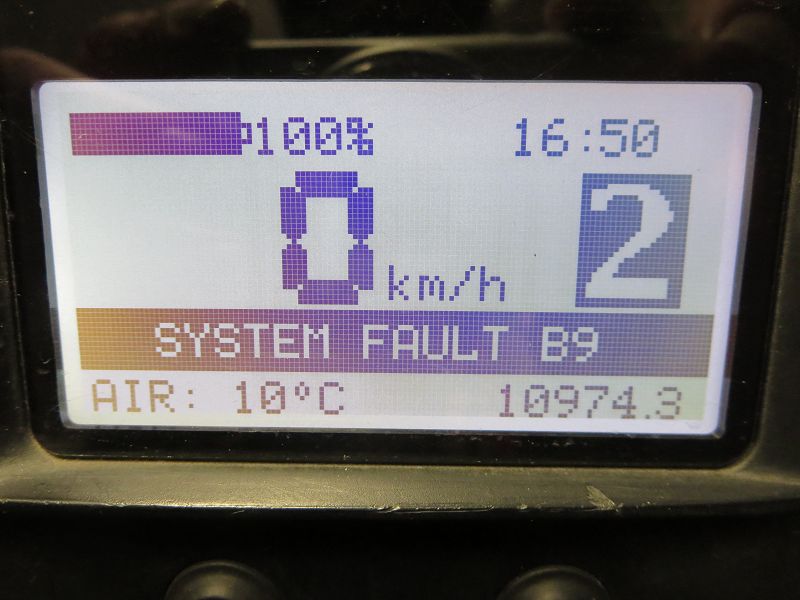 100% 16:50
0 km/h 2
SYSTEM FAULT B9
AIR: 10°C 10974.3